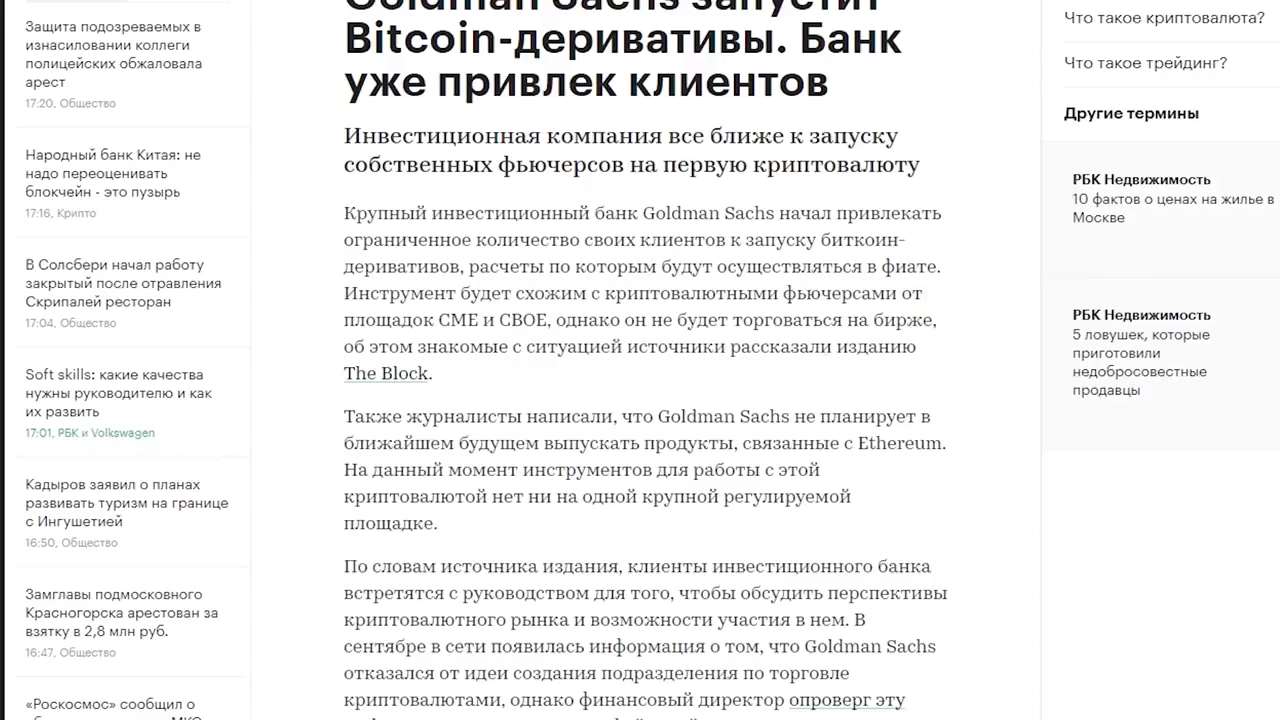 Защита подозреваемых в
изнасиловании коллеги
полицейских обжаловала
арест
17:20, Общество
Народный банк Китая: не
надо переоценивать
блокчейн - это пузырь
17:16, Крипто
В Солсбери начал работу
закрытый после отравления
Скрипалей ресторан
17:04, Общество
Soft skills: какие качества
нужны руководителю и как
их развить
17:01, РБК и Volkswagen
Кадыров заявил о планах
развивать туризм на границе
с Ингушетией
16:50, Общество
Замглавы подмосковного
Красногорска арестован за
взятку в 2,8 млн руб.
16:47, Общество
«Роскосмос» сообщил о
Goldman Sachs запустит
Bitcoin-деривативы. Банк
уже привлек клиентов
Инвестиционная компания все ближе к запуску
собственных фьючерсов на первую криптовалюту
Крупный инвестиционный банк Goldman Sachs начал привлекать
ограниченное количество своих клиентов к запуску биткоин-
деривативов, расчеты по которым будут осуществляться в фиате.
Инструмент будет схожим с криптовалютными фьючерсами от
площадок CME и CBOE, однако он не будет торговаться на бирже,
об этом знакомые с ситуацией источники рассказали изданию
The Block.
Также журналисты написали, что Goldman Sachs не планирует в
ближайшем будущем выпускать продукты, связанные с Ethereum.
На данный момент инструментов для работы с этой
криптовалютой нет ни на одной крупной регулируемой
площадке.
По словам источника издания, клиенты инвестиционного банка
встретятся с руководством для того, чтобы обсудить перспективы
криптовалютного рынка и возможности участия в нем. В
сентябре в сети появилась информация о том, что Goldman Sachs
отказался от идеи создания подразделения по торговле
криптовалютами, однако финансовый директор опроверг эту
Что такое криптовалюта?
Что такое трейдинг?
Другие термины
РБК Недвижимость
10 фактов о ценах на жилье в
Москве
РБК Недвижимость
5 ловушек, которые
приготовили
недобросовестные
продавцы